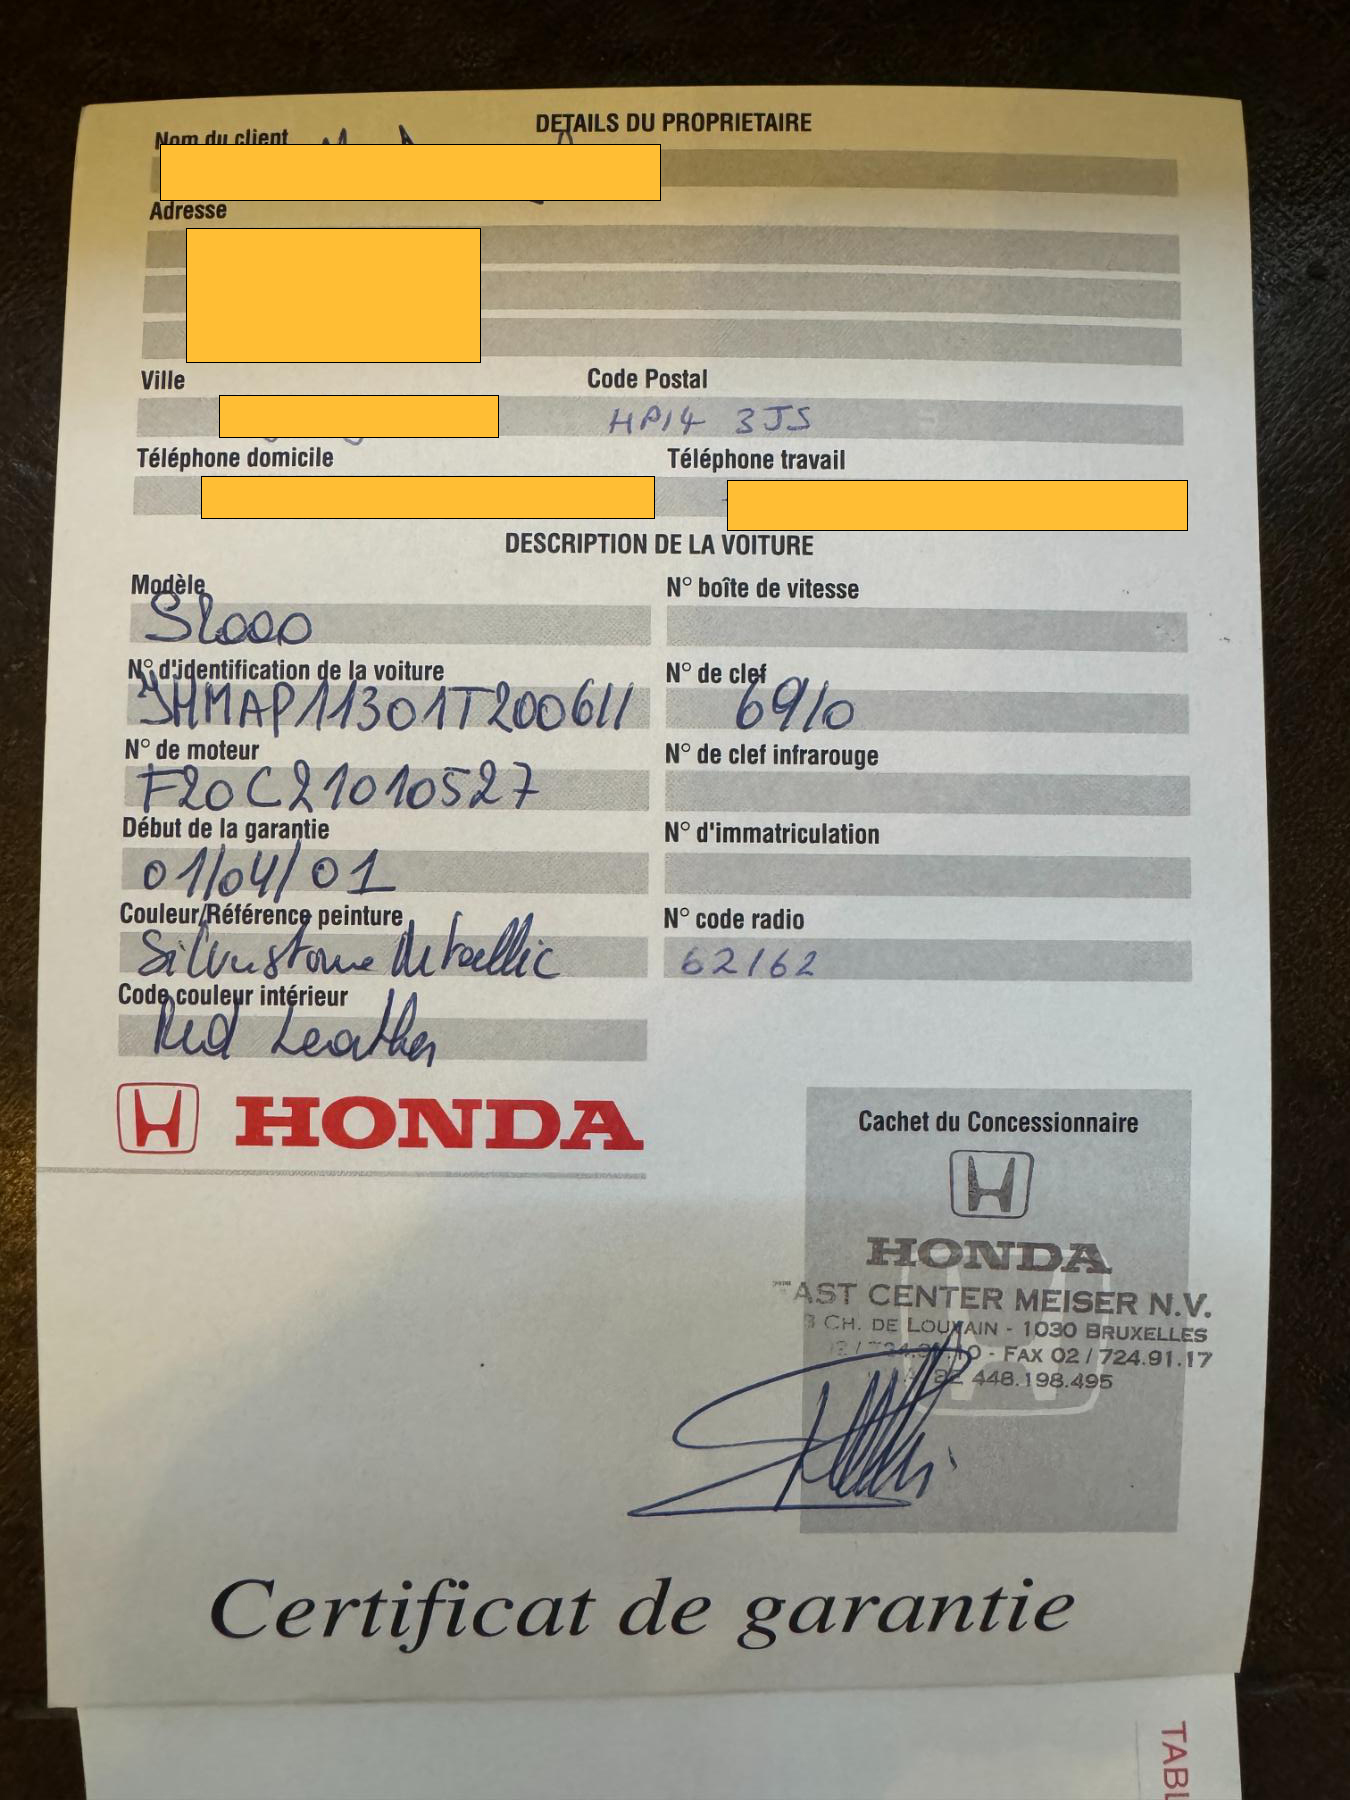 DETAILS DU PROPRIETAIRE
Nom du client
Adresse
Ville Code Postal
HP14 3JS
Téléphone domicile Téléphone travail
DESCRIPTION DE LA VOITURE
Modèle N° boîte de vitesse
S2000
N° d'identification de la voiture N° de clef
JHMAP11301T200611 6910
N° de moteur N° de clef infrarouge
F20C21010527
Début de la garantie N° d'immatriculation
01/04/01
Couleur/Référence peinture N° code radio
Silverstone Metallic 62162
Code couleur intérieur
Red Leather
HONDA
Cachet du Concessionnaire
HONDA
CENTER MEISER N.V.
CH. DE LOUVAIN - 1030 BRUXELLES
- FAX 02 / 724.91.17
448.198.495
Certificat de garantie